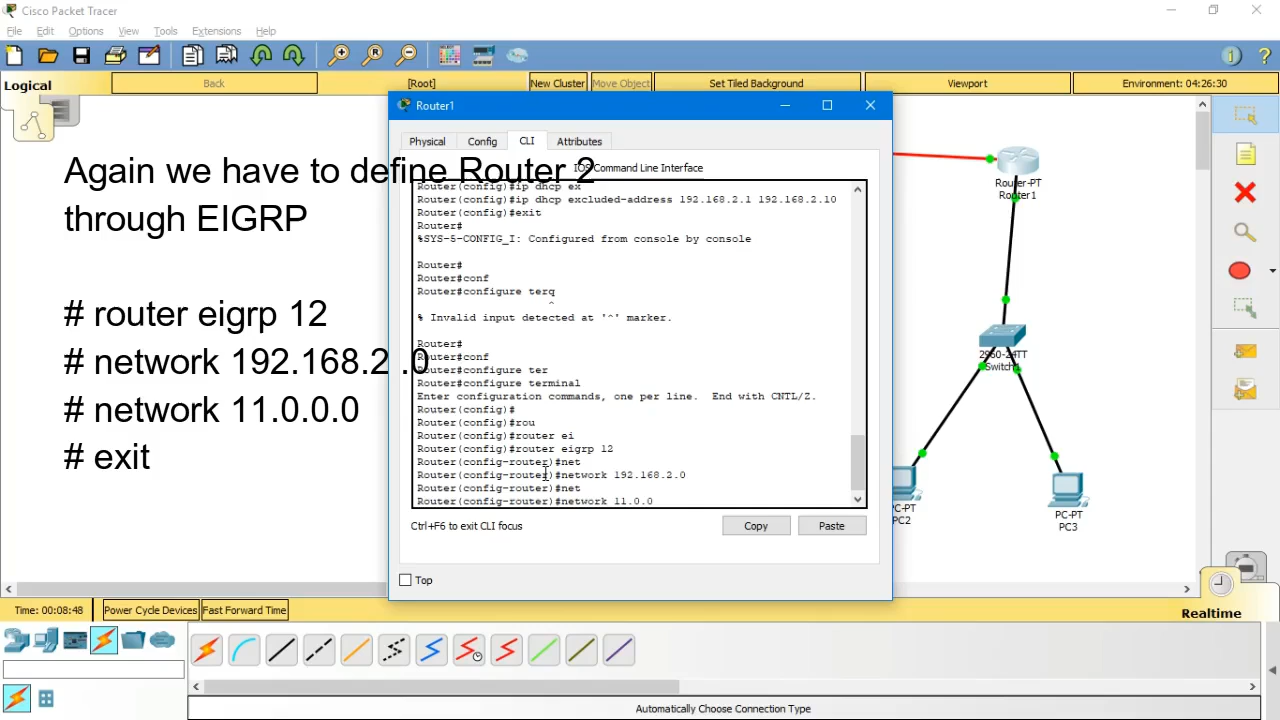 Cisco Packet Tracer
File Edit Options View Tools Extensions Help
Logical
Back
[Root]
New Cluster
Move Object
Set Tiled Background
Viewport
Environment: 04:26:30
Again we have to define Router 2
through EIGRP
# router eigrp 12
# network 192.168.2.0
# network 11.0.0.0
# exit
Router1
Physical Config CLI Attributes
IOS Command Line Interface
Router(config)#ip dhcp ex
Router(config)#ip dhcp excluded-address 192.168.2.1 192.168.2.10
Router(config)#exit
Router#
%SYS-5-CONFIG_I: Configured from console by console
Router#
Router#conf
Router#configure terq
^
% Invalid input detected at '^' marker.
Router#
Router#conf
Router#configure ter
Router#configure terminal
Enter configuration commands, one per line.  End with CNTL/Z.
Router(config)#
Router(config)#rou
Router(config)#router ei
Router(config)#router eigrp 12
Router(config-router)#net
Router(config-router)#network 192.168.2.0
Router(config-router)#net
Router(config-router)#network 11.0.0.0
Ctrl+F6 to exit CLI focus
Copy
Paste
Top
Router-PT
Router1
2950-24TT
Switch1
PC-PT
PC2
PC-PT
PC3
Time: 00:08:48
Power Cycle Devices
Fast Forward Time
Realtime
Automatically Choose Connection Type